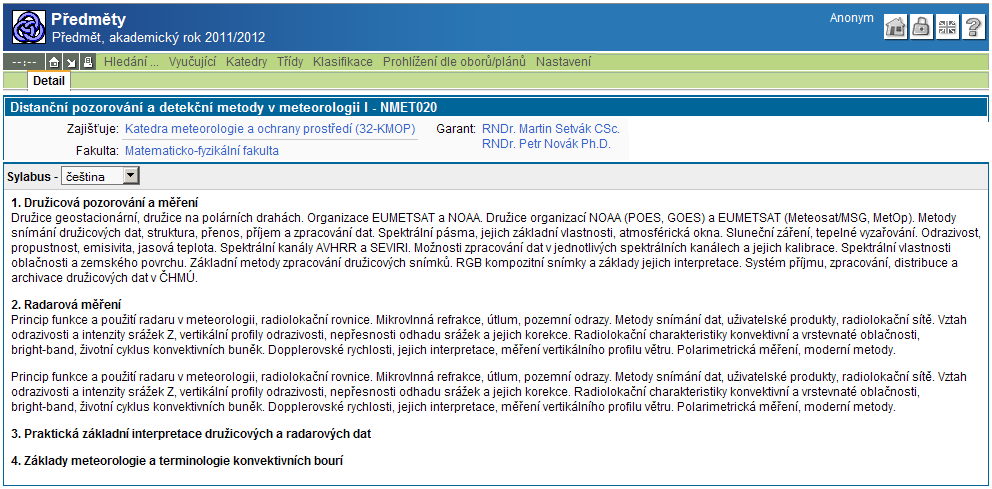 Předměty
Předmět, akademický rok 2011/2012
Anonym
--:--
Hledání ... Vyučující Katedry Třídy Klasifikace Prohlížení dle oborů/plánů Nastavení
Detail
Distanční pozorování a detekční metody v meteorologii I - NMET020
Zajišťuje: Katedra meteorologie a ochrany prostředí (32-KMOP) Garant: RNDr. Martin Setvák CSc.
RNDr. Petr Novák Ph.D.
Fakulta: Matematicko-fyzikální fakulta
Sylabus - čeština
1. Družicová pozorování a měření
Družice geostacionární, družice na polárních drahách. Organizace EUMETSAT a NOAA. Družice organizací NOAA (POES, GOES) a EUMETSAT (Meteosat/MSG, MetOp). Metody
snímání družicových dat, struktura, přenos, příjem a zpracování dat. Spektrální pásma, jejich základní vlastnosti, atmosférická okna. Sluneční záření, tepelné vyzařování. Odrazivost,
propustnost, emisivita, jasová teplota. Spektrální kanály AVHRR a SEVIRI. Možnosti zpracování dat v jednotlivých spektrálních kanálech a jejich kalibrace. Spektrální vlastnosti
oblačnosti a zemského povrchu. Základní metody zpracování družicových snímků. RGB kompozitní snímky a základy jejich interpretace. Systém příjmu, zpracování, distribuce a
archivace družicových dat v ČHMÚ.
2. Radarová měření
Princip funkce a použití radaru v meteorologii, radiolokační rovnice. Mikrovlnná refrakce, útlum, pozemní odrazy. Metody snímání dat, uživatelské produkty, radiolokační sítě. Vztah
odrazivosti a intenzity srážek Z, vertikální profily odrazivosti, nepřesnosti odhadu srážek a jejich korekce. Radiolokační charakteristiky konvektivní a vrstevnaté oblačnosti,
bright-band, životní cyklus konvektivních buněk. Dopplerovské rychlosti, jejich interpretace, měření vertikálního profilu větru. Polarimetrická měření, moderní metody.
Princip funkce a použití radaru v meteorologii, radiolokační rovnice. Mikrovlnná refrakce, útlum, pozemní odrazy. Metody snímání dat, uživatelské produkty, radiolokační sítě. Vztah
odrazivosti a intenzity srážek Z, vertikální profily odrazivosti, nepřesnosti odhadu srážek a jejich korekce. Radiolokační charakteristiky konvektivní a vrstevnaté oblačnosti,
bright-band, životní cyklus konvektivních buněk. Dopplerovské rychlosti, jejich interpretace, měření vertikálního profilu větru. Polarimetrická měření, moderní metody.
3. Praktická základní interpretace družicových a radarových dat
4. Základy meteorologie a terminologie konvektivních bouří